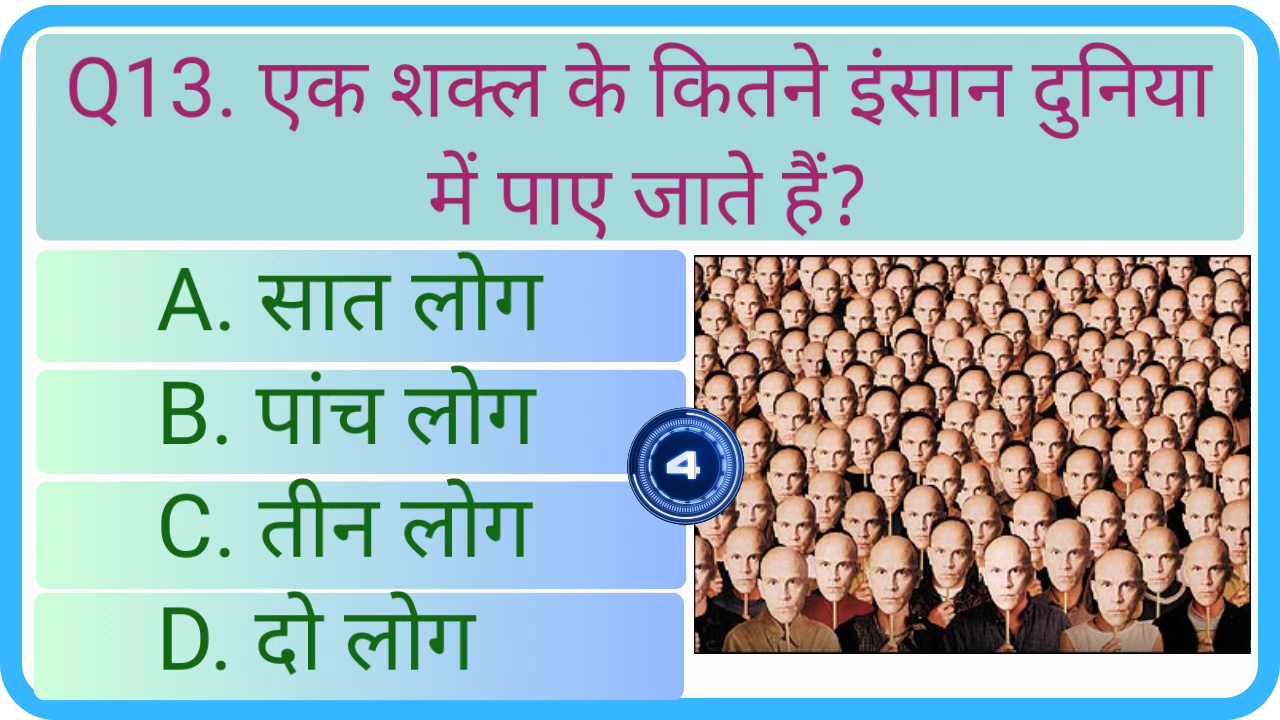 Q13. एक शक्ल के कितने इंसान दुनिया
में पाए जाते हैं?
A. सात लोग
B. पांच लोग
4
C. तीन लोग
D. दो लोग